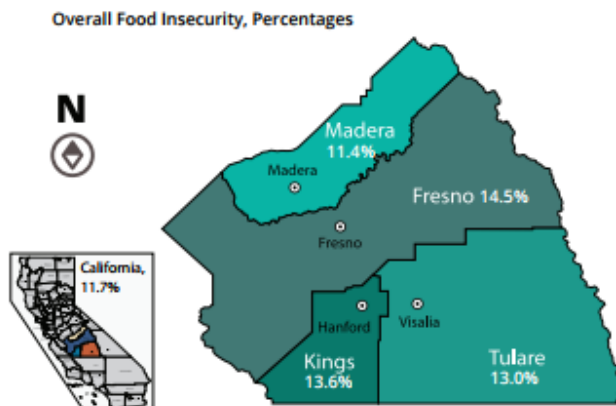 Overall Food Insecurity, Percentages
N
Madera
11.4%
Madera
Fresno 14.5%
Fresno
California,
11.7%
Hanford
Visalia
Kings
13.6%
Tulare
13.0%